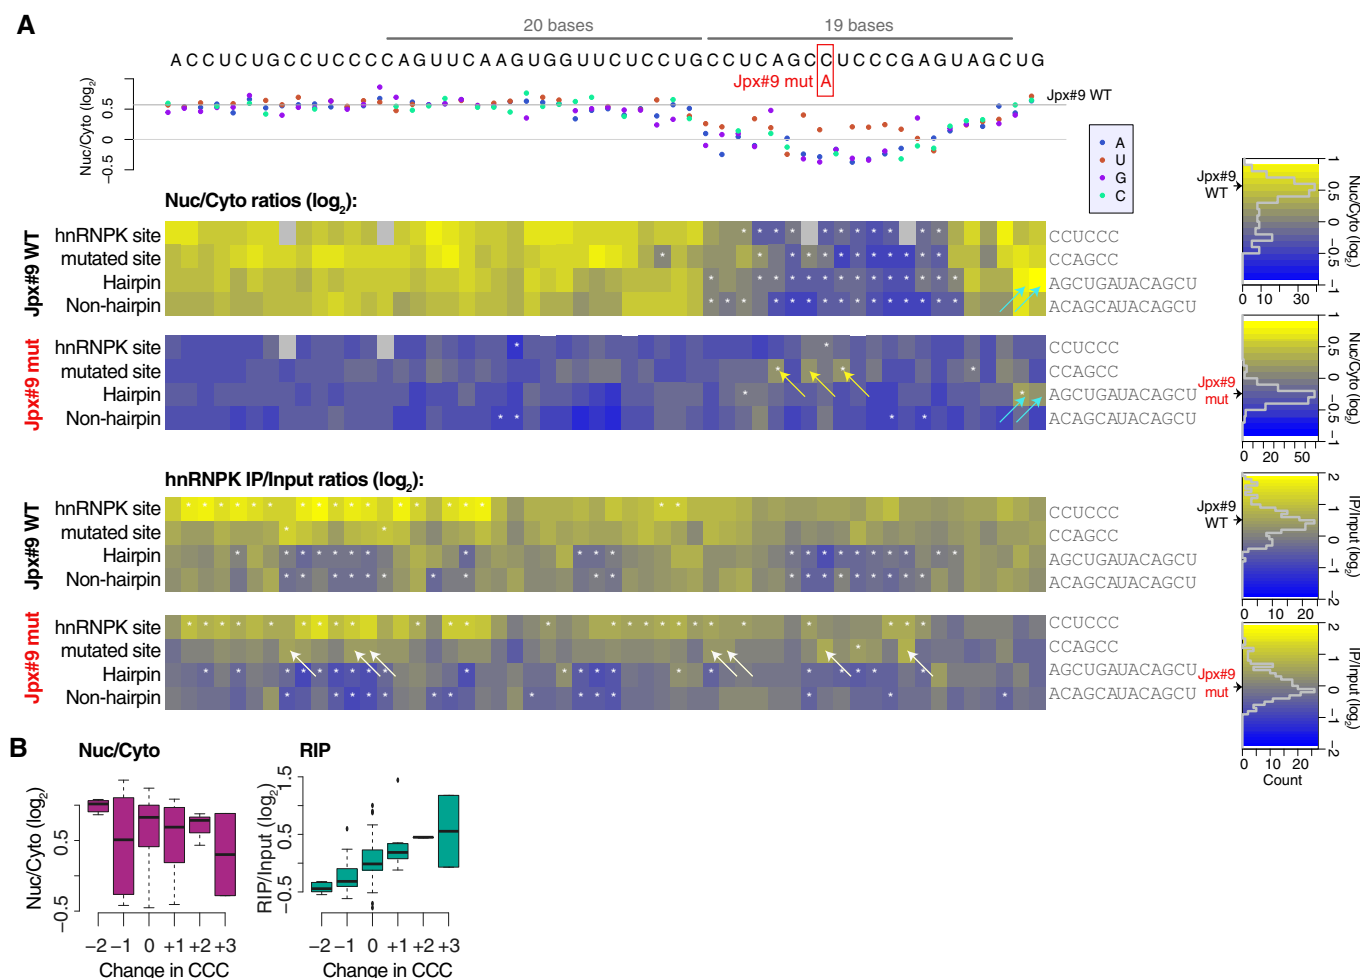 A
20 bases
19 bases
ACCUCUGCCUCCCCAGUUCAAGUGGUUCUCCUGCCUCAGCCUCCCGAGUAGCUG
Jpx#9 mut A
Nuc/Cyto (log2)
0.5
0
−0.5
Jpx#9 WT
A
U
G
C
Nuc/Cyto ratios (log2):
Jpx#9 WT
hnRNPK site CCUCCC
mutated site CCAGCC
Hairpin AGCUGAUACAGCU
Non-hairpin ACAGCAUACAGCU
Jpx#9 mut
hnRNPK site CCUCCC
mutated site CCAGCC
Hairpin AGCUGAUACAGCU
Non-hairpin ACAGCAUACAGCU
hnRNPK IP/Input ratios (log2):
Jpx#9 WT
hnRNPK site CCUCCC
mutated site CCAGCC
Hairpin AGCUGAUACAGCU
Non-hairpin ACAGCAUACAGCU
Jpx#9 mut
hnRNPK site CCUCCC
mutated site CCAGCC
Hairpin AGCUGAUACAGCU
Non-hairpin ACAGCAUACAGCU
Jpx#9 WT
Nuc/Cyto (log2)
1
0.5
0
−0.5
−1
0 10 30
Jpx#9 mut
Nuc/Cyto (log2)
1
0.5
0
−0.5
−1
0 20 50
Jpx#9 WT
IP/Input (log2)
2
1
0
−1
−2
0 10 20
Jpx#9 mut
IP/Input (log2)
2
1
0
−1
−2
0 10 20
Count
B
Nuc/Cyto
Nuc/Cyto (log2)
0.5
−0.5
−2 −1 0 +1 +2 +3
Change in CCC
RIP
RIP/Input (log2)
1.5
0.5
−0.5
−2 −1 0 +1 +2 +3
Change in CCC